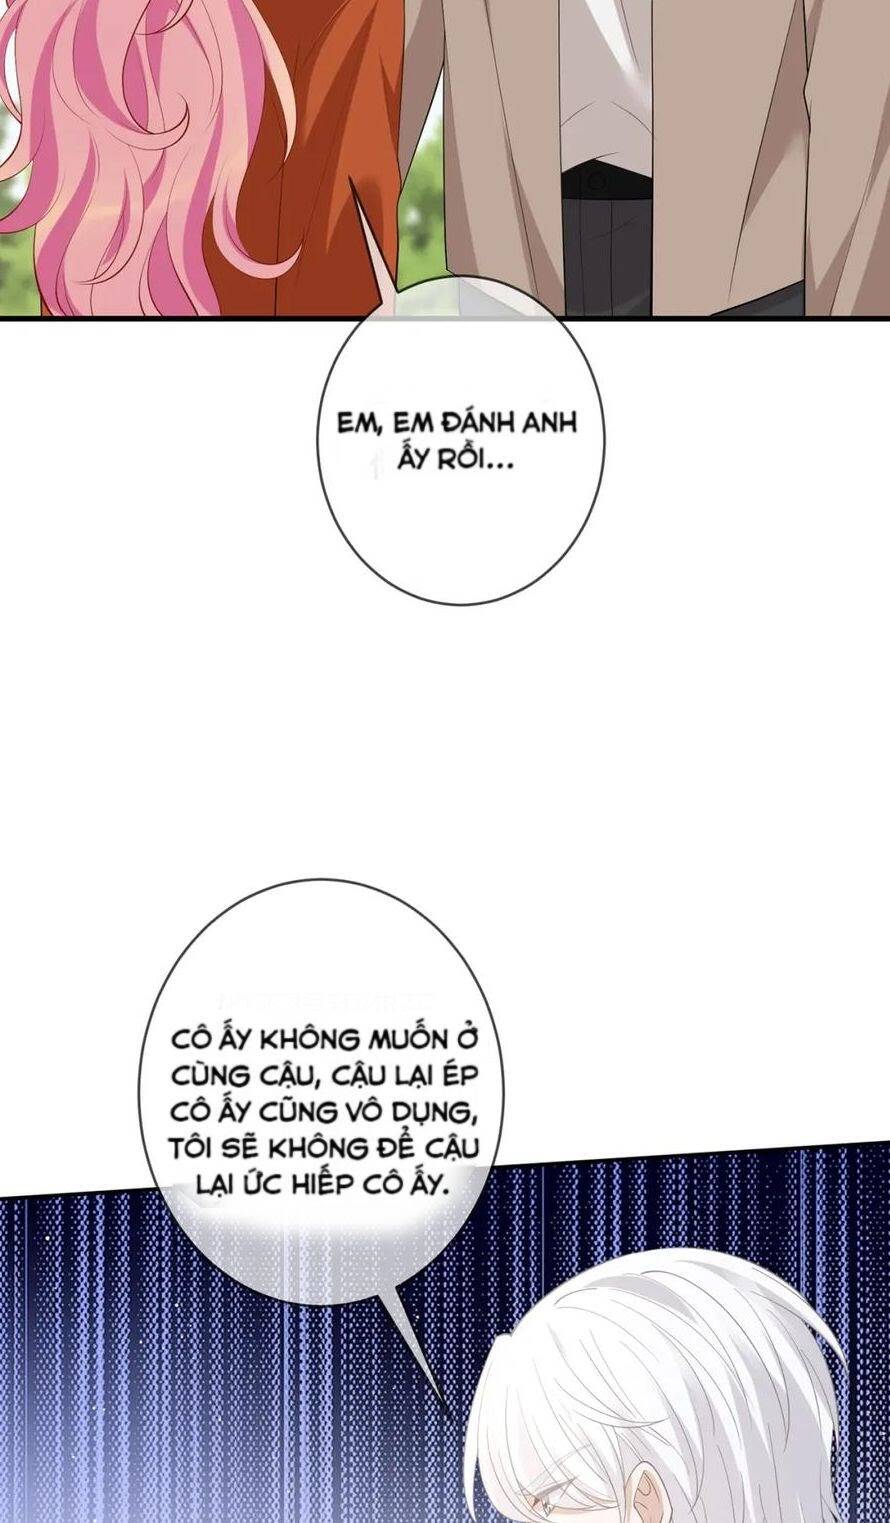 EM, EM ĐÁNH ANH
ẤY RỒI...
CÔ ẤY KHÔNG MUỐN Ở
CÙNG CẬU, CẬU LẠI ÉP
CÔ ẤY CŨNG VÔ DỤNG,
TÔI SẼ KHÔNG ĐỂ CẬU
LẠI ỨC HIẾP CÔ ẤY.